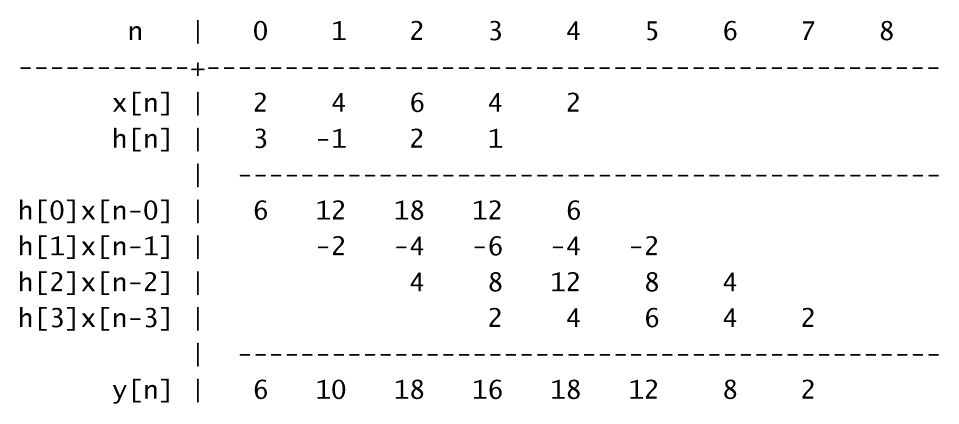 n | 0 1 2 3 4 5 6 7 8
-----------+-----------------------------------------------
x[n] | 2 4 6 4 2
h[n] | 3 -1 2 1
| ---------------------------------------------
h[0]x[n-0] | 6 12 18 12 6
h[1]x[n-1] | -2 -4 -6 -4 -2
h[2]x[n-2] | 4 8 12 8 4
h[3]x[n-3] | 2 4 6 4 2
| ---------------------------------------------
y[n] | 6 10 18 16 18 12 8 2